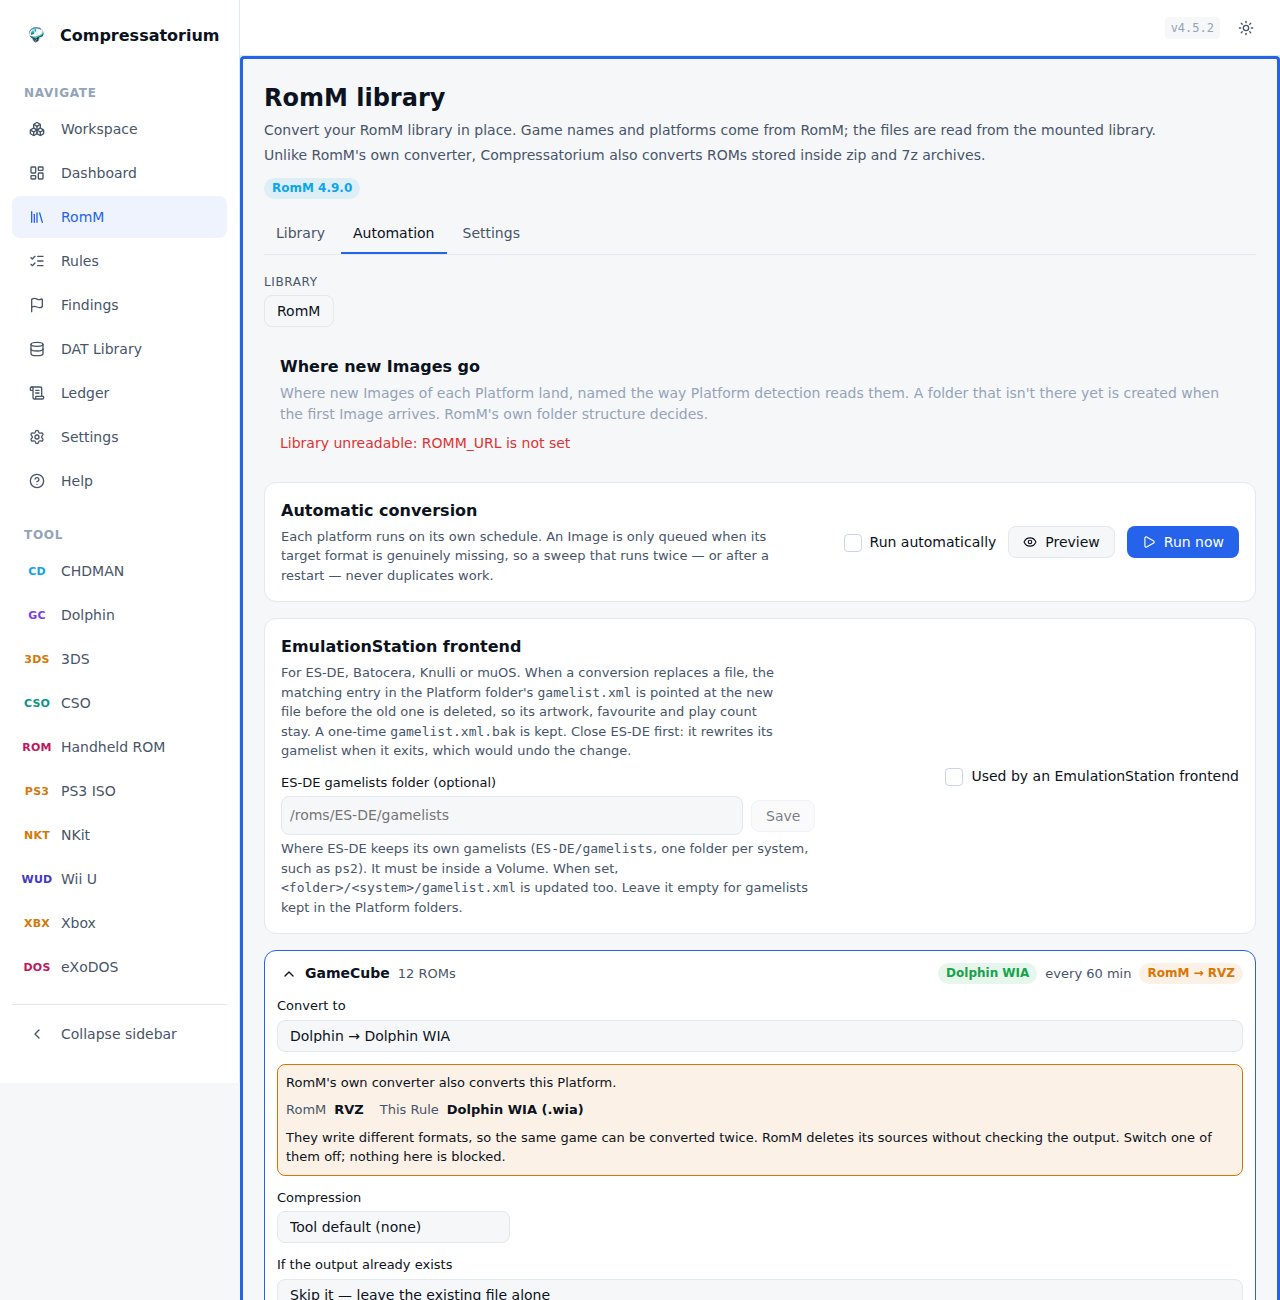 Compressatorium
v4.5.2
NAVIGATE
Workspace
Dashboard
RomM
Rules
Findings
DAT Library
Ledger
Settings
Help
TOOL
CD CHDMAN
GC Dolphin
3DS 3DS
CSO CSO
ROM Handheld ROM
PS3 PS3 ISO
NKT NKit
WUD Wii U
XBX Xbox
DOS eXoDOS
Collapse sidebar
RomM library
Convert your RomM library in place. Game names and platforms come from RomM; the files are read from the mounted library.
Unlike RomM's own converter, Compressatorium also converts ROMs stored inside zip and 7z archives.
RomM 4.9.0
Library Automation Settings
LIBRARY
RomM
Where new Images go
Where new Images of each Platform land, named the way Platform detection reads them. A folder that isn't there yet is created when
the first Image arrives. RomM's own folder structure decides.
Library unreadable: ROMM_URL is not set
Automatic conversion
Each platform runs on its own schedule. An Image is only queued when its
target format is genuinely missing, so a sweep that runs twice — or after a
restart — never duplicates work.
Run automatically Preview Run now
EmulationStation frontend
For ES-DE, Batocera, Knulli or muOS. When a conversion replaces a file, the
matching entry in the Platform folder's gamelist.xml is pointed at the new
file before the old one is deleted, so its artwork, favourite and play count
stay. A one-time gamelist.xml.bak is kept. Close ES-DE first: it rewrites its
gamelist when it exits, which would undo the change.
ES-DE gamelists folder (optional)
/roms/ES-DE/gamelists Save
Where ES-DE keeps its own gamelists (ES-DE/gamelists, one folder per system,
such as ps2). It must be inside a Volume. When set,
<folder>/<system>/gamelist.xml is updated too. Leave it empty for gamelists
kept in the Platform folders.
Used by an EmulationStation frontend
GameCube 12 ROMs Dolphin WIA every 60 min RomM → RVZ
Convert to
Dolphin → Dolphin WIA
RomM's own converter also converts this Platform.
RomM RVZ This Rule Dolphin WIA (.wia)
They write different formats, so the same game can be converted twice. RomM deletes its sources without checking the output. Switch one of
them off; nothing here is blocked.
Compression
Tool default (none)
If the output already exists
Skip it — leave the existing file alone